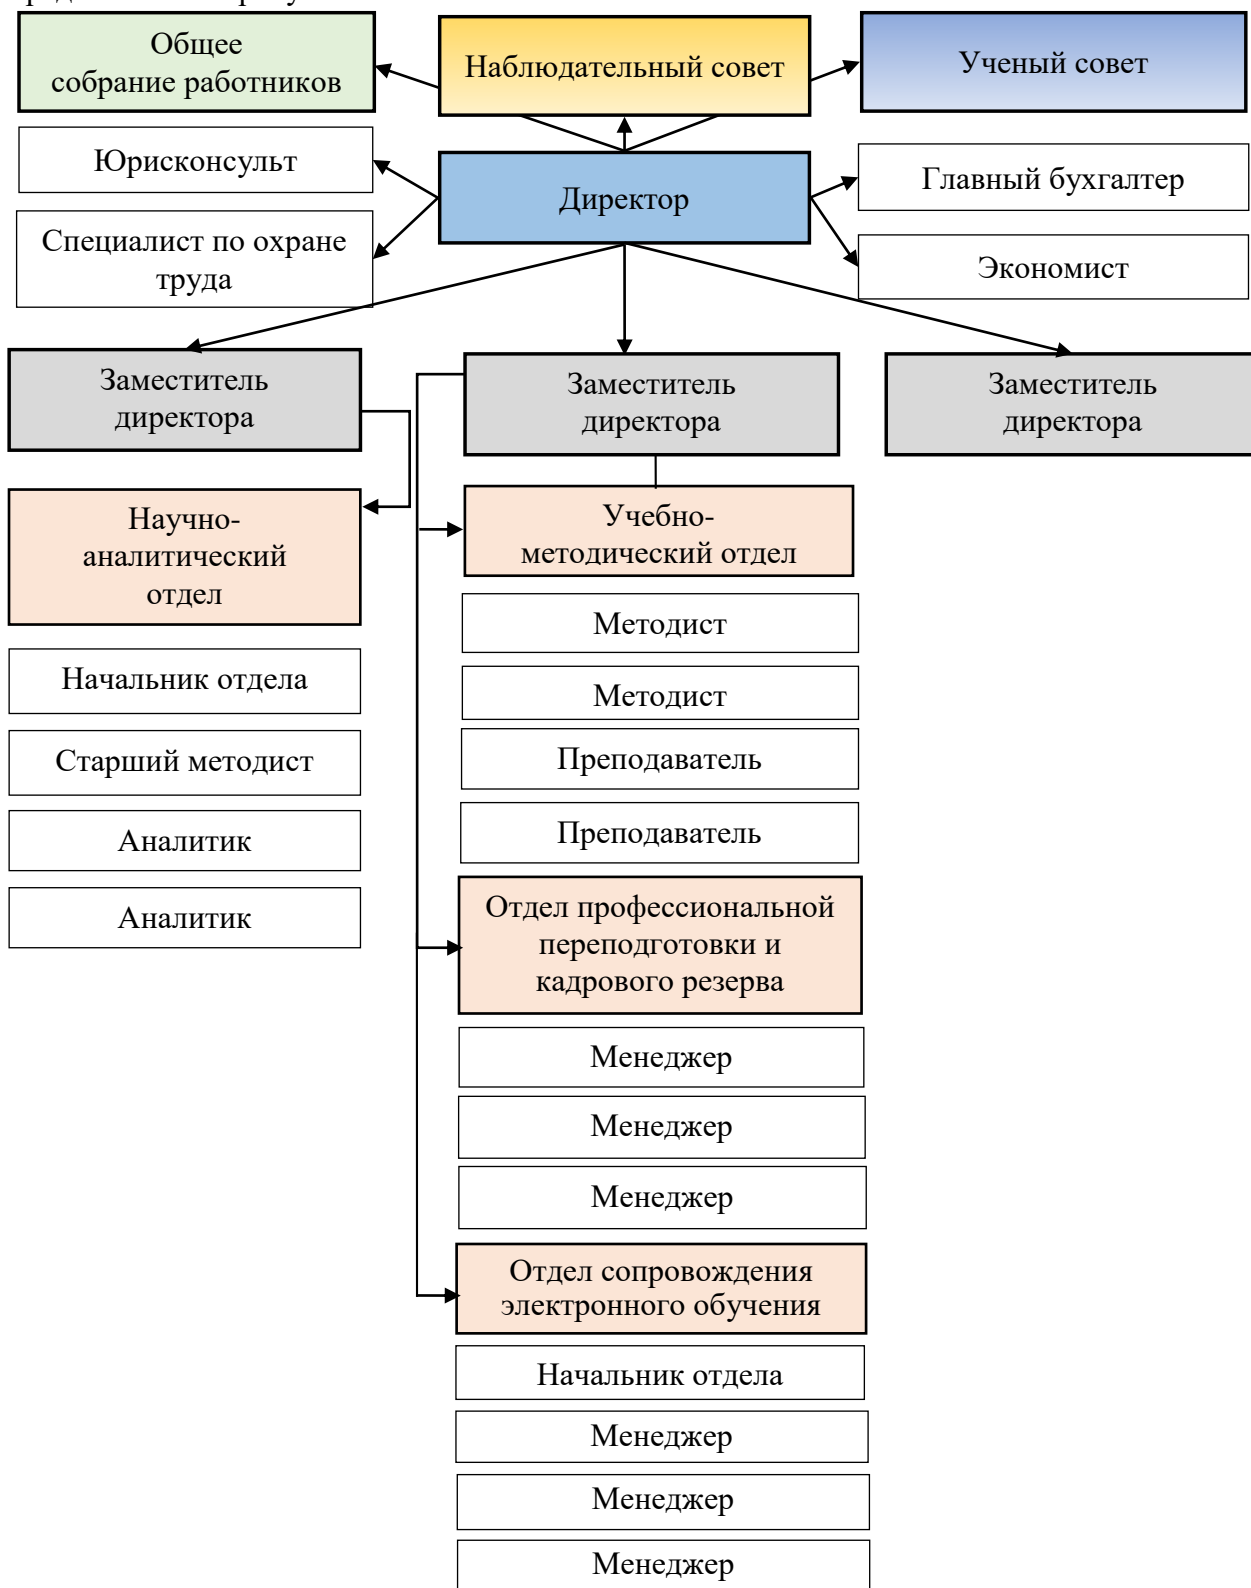 Общее
собрание работников
Наблюдательный совет
Ученый совет
Юрисконсульт
Директор
Главный бухгалтер
Специалист по охране
труда
Экономист
Заместитель
директора
Заместитель
директора
Заместитель
директора
Научно-
аналитический
отдел
Начальник отдела
Старший методист
Аналитик
Аналитик
Учебно-
методический отдел
Методист
Методист
Преподаватель
Преподаватель
Отдел профессиональной
переподготовки и
кадрового резерва
Менеджер
Менеджер
Менеджер
Отдел сопровождения
электронного обучения
Начальник отдела
Менеджер
Менеджер
Менеджер